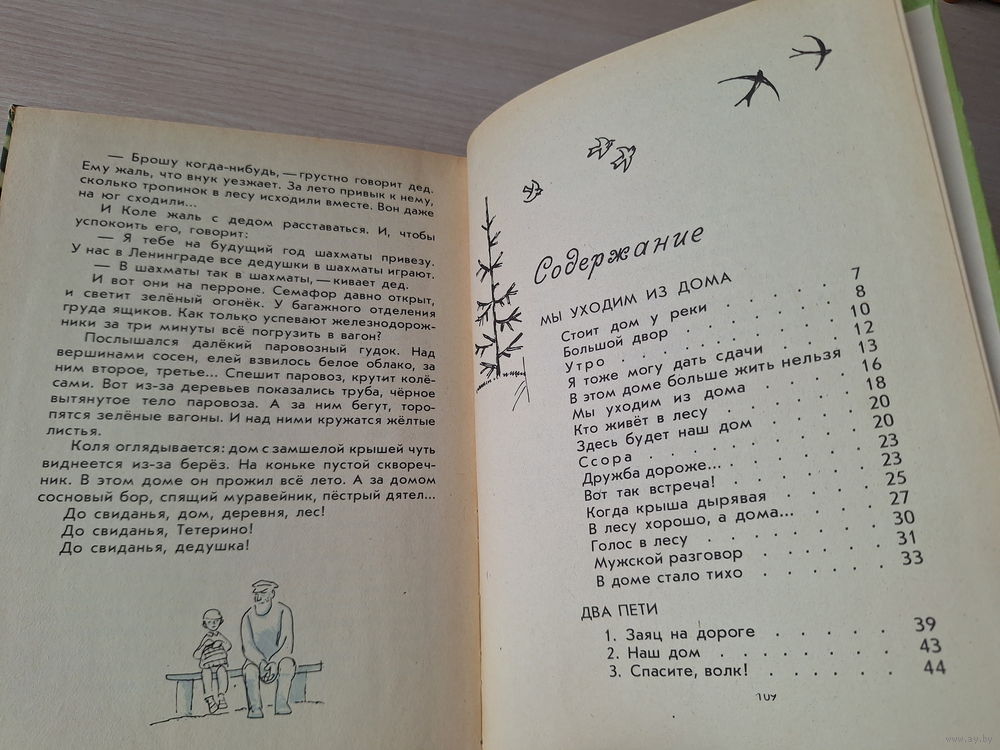 — Брошу когда-нибудь, — грустно говорит дед.
Ему жаль, что внук уезжает. За лето привык к нему,
сколько тропинок в лесу исходили вместе. Вон даже
на юг сходили...
И Коле жаль с дедом расставаться. И, чтобы
успокоить его, говорит:
— Я тебе на будущий год шахматы привезу.
У нас в Ленинграде все дедушки в шахматы играют.
— В шахматы так в шахматы, — кивает дед.
И вот они на перроне. Семафор давно открыт,
и светит зелёный огонёк. У багажного отделения
груда ящиков. Как только успевают железнодорож-
ники за три минуты всё погрузить в вагон?
Послышался далёкий паровозный гудок. Над
вершинами сосен, елей взвилось белое облако, за
ним второе, третье... Спешит паровоз, крутит колё-
сами. Вот из-за деревьев показались труба, чёрное
вытянутое тело паровоза. А за ним бегут, торо-
пятся зелёные вагоны. И над ними кружатся жёлтые
листья.
Коля оглядывается: дом с замшелой крышей чуть
виднеется из-за берёз. На коньке пустой сквореч-
ник. В этом доме он прожил всё лето. А за домом
сосновый бор, спящий муравейник, пёстрый дятел...
До свиданья, дом, деревня, лес!
До свиданья, Тетерино!
До свиданья, дедушка!
Содержание
МЫ УХОДИМ ИЗ ДОМА 7
Стоит дом у реки . . . . . . 8
Большой двор . . . . . . . 10
Утро . . . . . . . . . 12
Я тоже могу дать сдачи . . . . 13
В этом доме больше жить нельзя 16
Мы уходим из дома . . . . . 18
Кто живёт в лесу . . . . . . 20
Здесь будет наш дом . . . . . 20
Ссора . . . . . . . . . 23
Дружба дороже... . . . . . . 23
Вот так встреча! . . . . . . 25
Когда крыша дырявая . . . . 27
В лесу хорошо, а дома... . . . . 30
Голос в лесу . . . . . . . 31
Мужской разговор . . . . . . 33
В доме стало тихо . . . . . .
ДВА ПЕТИ
1. Заяц на дороге . . . . . . 39
2. Наш дом . . . . . . . . 43
3. Спасите, волк! . . . . . . 44
109
www.ay.by